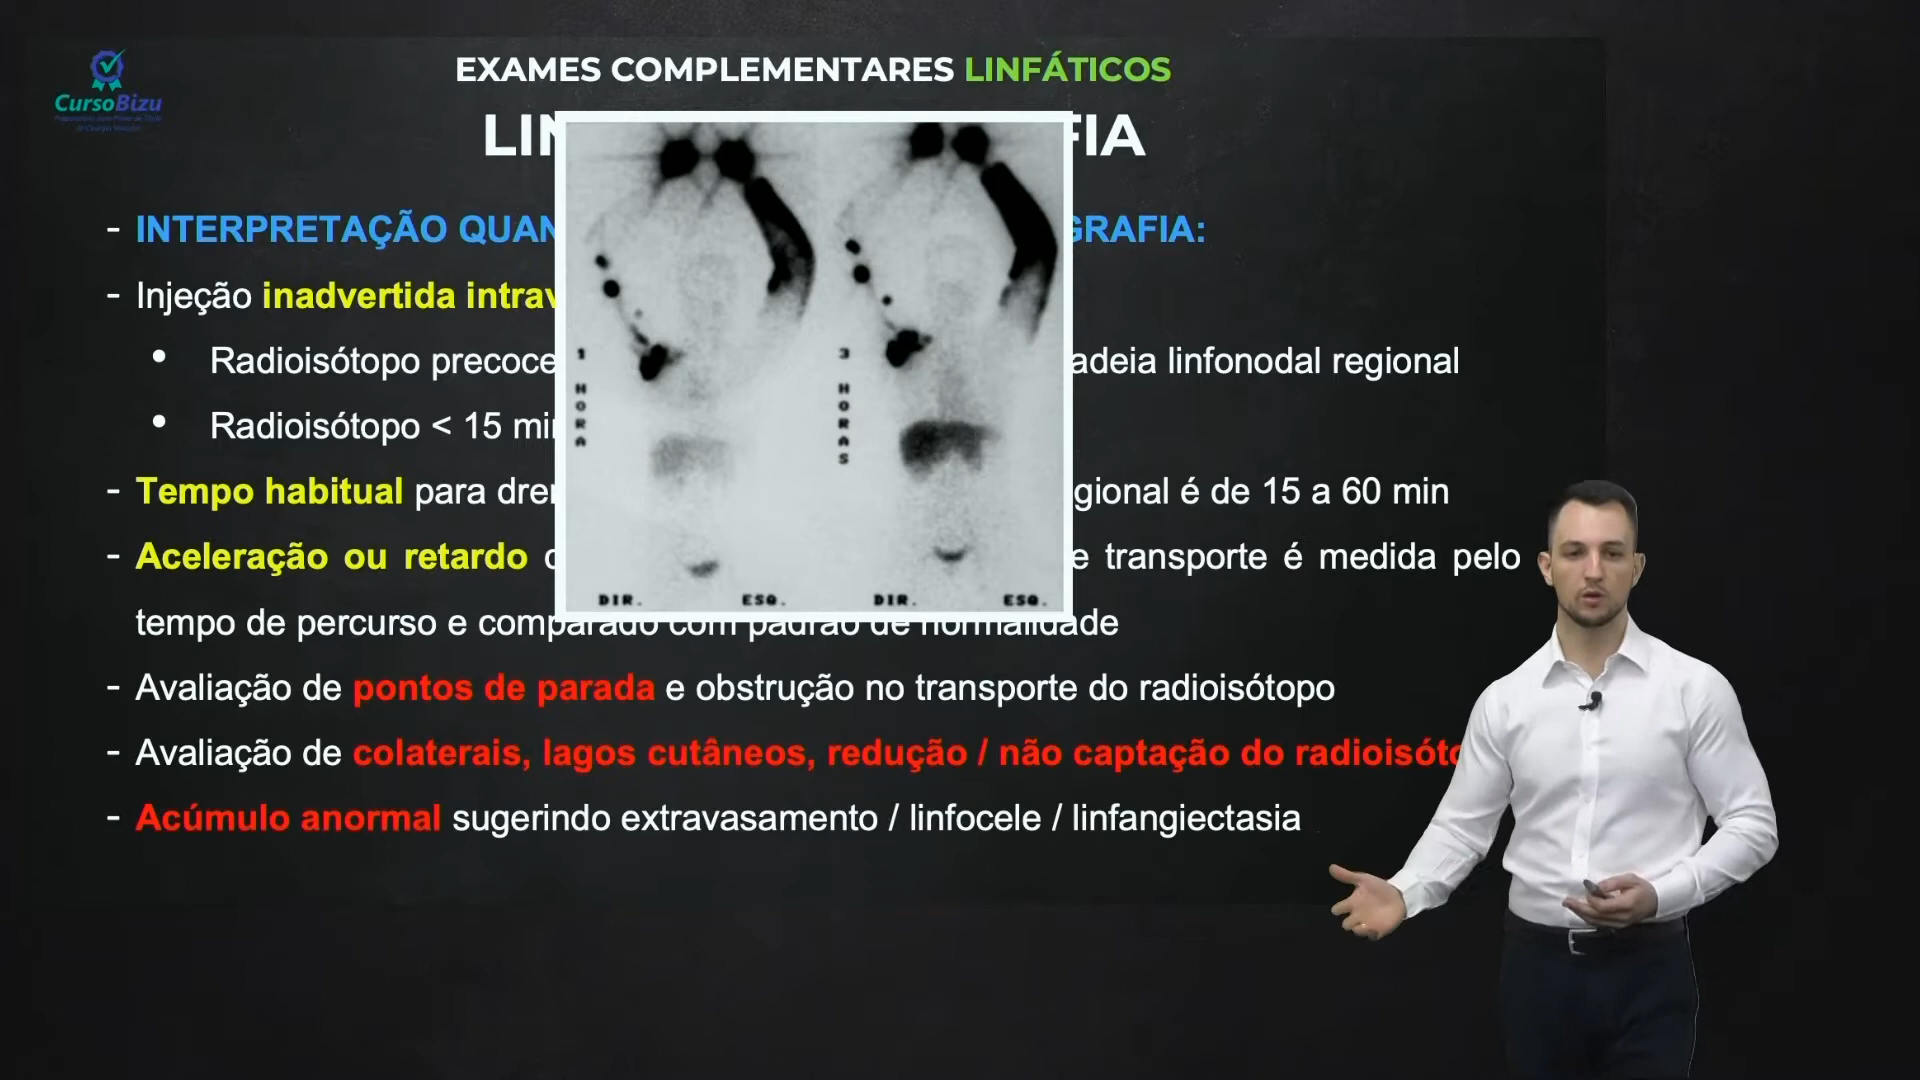 EXAMES COMPLEMENTARES LINFÁTICOS
CursoBizu
FIA
- INTERPRETAÇÃO QUAN GRAFIA:
- Injeção inadvertida intrav
• Radioisótopo precoce adeia linfonodal regional
• Radioisótopo < 15 mi
- Tempo habitual para dren gional é de 15 a 60 min
- Aceleração ou retardo e transporte é medida pelo
tempo de percurso e comparado com padrão de normalidade
- Avaliação de pontos de parada e obstrução no transporte do radioisótopo
- Avaliação de colaterais, lagos cutâneos, redução / não captação do radioisóto
- Acúmulo anormal sugerindo extravasamento / linfocele / linfangiectasia
1 HORA
3 HORAS
DIR. ESQ. DIR. ESQ.